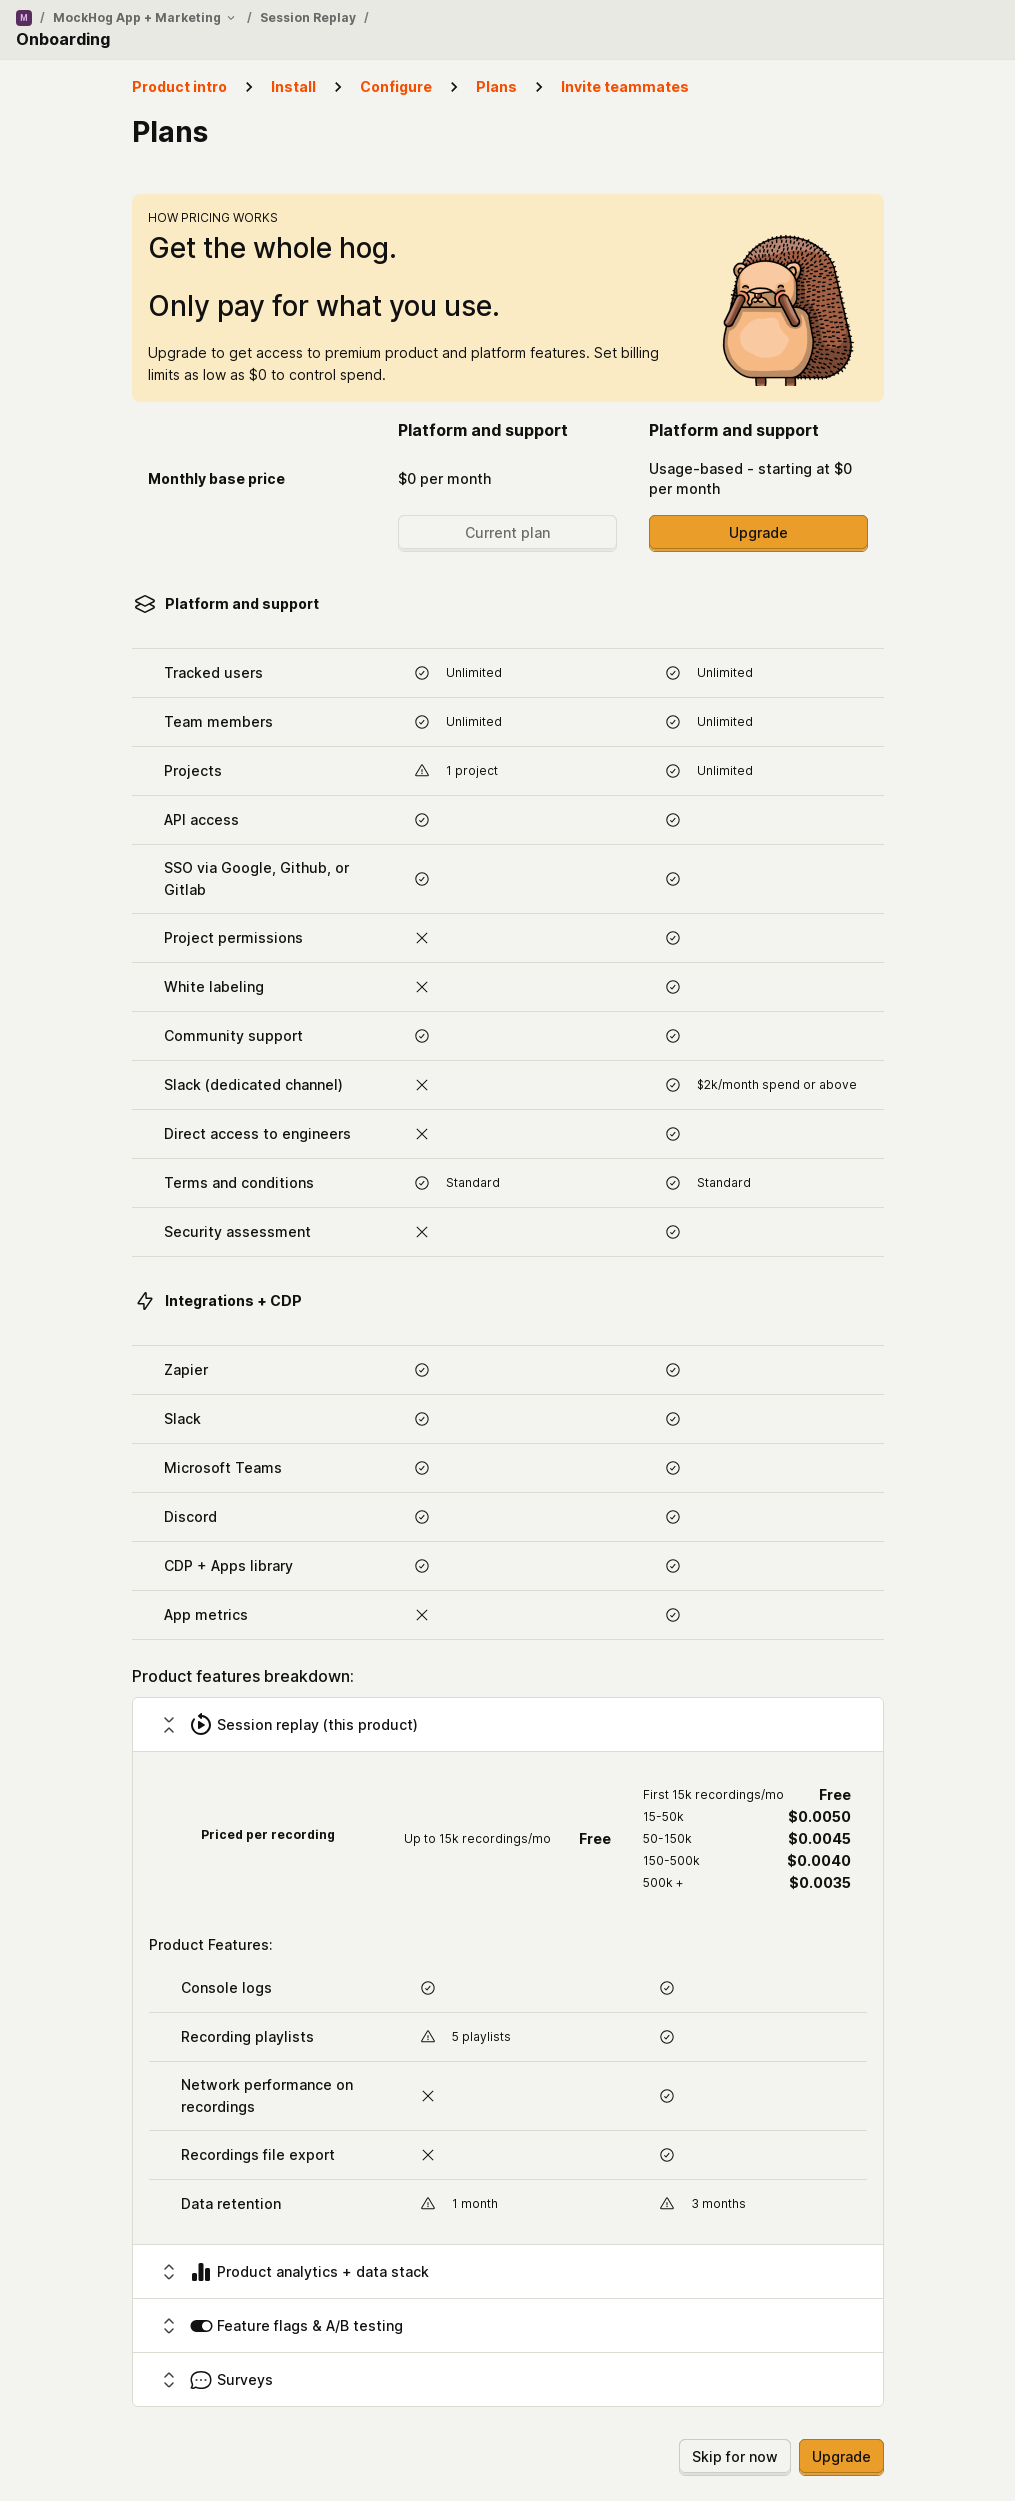 M / MockHog App + Marketing / Session Replay /
Onboarding
Product intro Install Configure Plans Invite teammates
Plans
HOW PRICING WORKS
Get the whole hog.
Only pay for what you use.
Upgrade to get access to premium product and platform features. Set billing
limits as low as $0 to control spend.
Platform and support Platform and support
Monthly base price $0 per month Usage-based - starting at $0
per month
Current plan Upgrade
Platform and support
Tracked users Unlimited Unlimited
Team members Unlimited Unlimited
Projects 1 project Unlimited
API access
SSO via Google, Github, or
Gitlab
Project permissions
White labeling
Community support
Slack (dedicated channel) $2k/month spend or above
Direct access to engineers
Terms and conditions Standard Standard
Security assessment
Integrations + CDP
Zapier
Slack
Microsoft Teams
Discord
CDP + Apps library
App metrics
Product features breakdown:
Session replay (this product)
Priced per recording Up to 15k recordings/mo Free
First 15k recordings/mo Free
15-50k $0.0050
50-150k $0.0045
150-500k $0.0040
500k + $0.0035
Product Features:
Console logs
Recording playlists 5 playlists
Network performance on
recordings
Recordings file export
Data retention 1 month 3 months
Product analytics + data stack
Feature flags & A/B testing
Surveys
Skip for now Upgrade